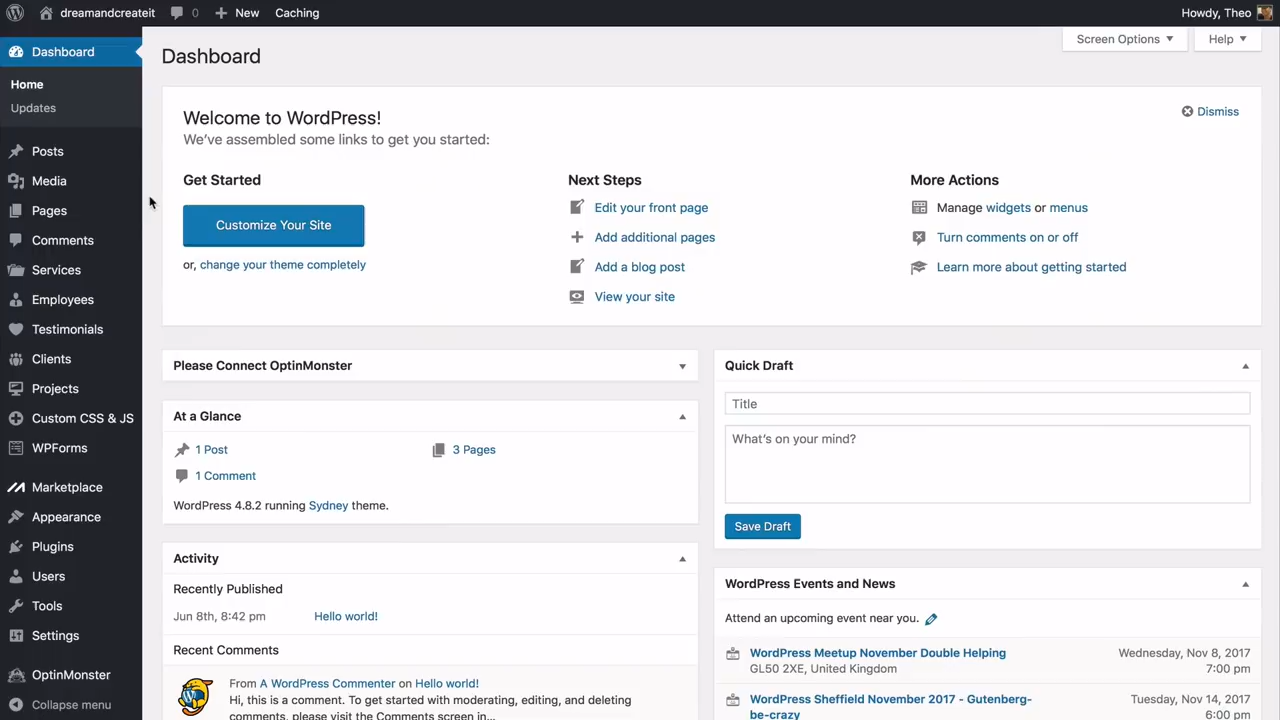 dreamandcreateit 0 New Caching Howdy, Theo
Dashboard
Home
Updates
Posts
Media
Pages
Comments
Services
Employees
Testimonials
Clients
Projects
Custom CSS & JS
WPForms
Marketplace
Appearance
Plugins
Users
Tools
Settings
OptinMonster
Collapse menu
Dashboard
Screen Options Help
Welcome to WordPress!
We've assembled some links to get you started:
Dismiss
Get Started
Customize Your Site
or, change your theme completely
Next Steps
Edit your front page
Add additional pages
Add a blog post
View your site
More Actions
Manage widgets or menus
Turn comments on or off
Learn more about getting started
Please Connect OptinMonster
At a Glance
1 Post 3 Pages
1 Comment
WordPress 4.8.2 running Sydney theme.
Activity
Recently Published
Jun 8th, 8:42 pm Hello world!
Recent Comments
From A WordPress Commenter on Hello world!
Hi, this is a comment. To get started with moderating, editing, and deleting
comments, please visit the Comments screen in...
Quick Draft
Title
What's on your mind?
Save Draft
WordPress Events and News
Attend an upcoming event near you.
WordPress Meetup November Double Helping Wednesday, Nov 8, 2017
GL50 2XE, United Kingdom 7:00 pm
WordPress Sheffield November 2017 - Gutenberg- Tuesday, Nov 14, 2017
be-crazy 6:00 pm